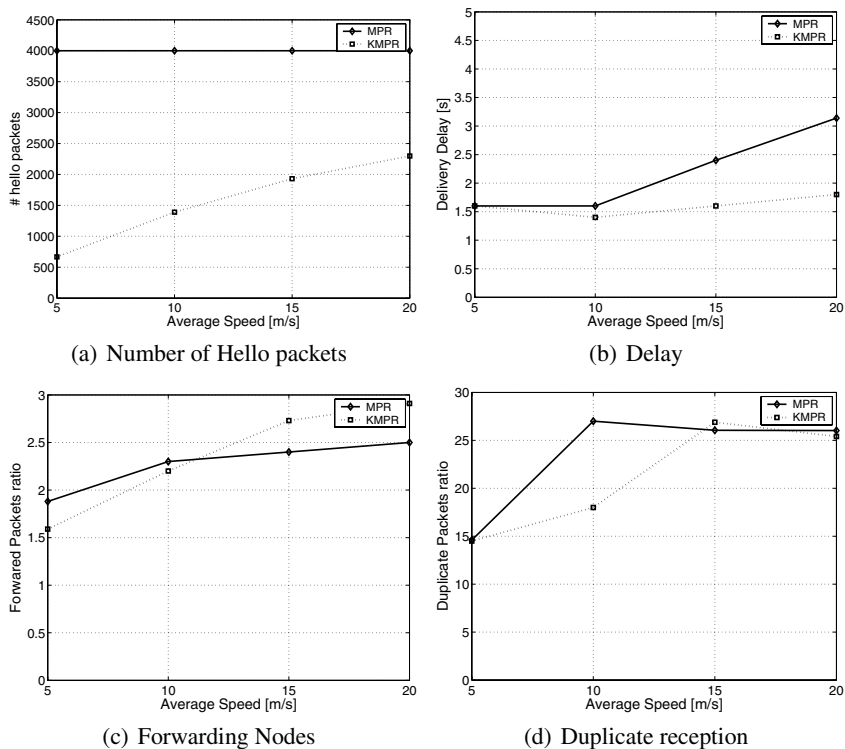 4500
4000
3500
3000
2500
2000
1500
1000
500
0
# hello packets
5
10
15
20
Average Speed [m/s]
MPR
KMPR
(a) Number of Hello packets
5
4.5
4
3.5
3
2.5
2
1.5
1
0.5
0
Delivery Delay [s]
5
10
15
20
Average Speed [m/s]
MPR
KMPR
(b) Delay
3
2.5
2
1.5
1
0.5
0
Forwared Packets ratio
5
10
15
20
Average Speed [m/s]
MPR
KMPR
(c) Forwarding Nodes
30
25
20
15
10
5
0
Duplicate Packets ratio
5
10
15
20
Average Speed [m/s]
MPR
KMPR
(d) Duplicate reception